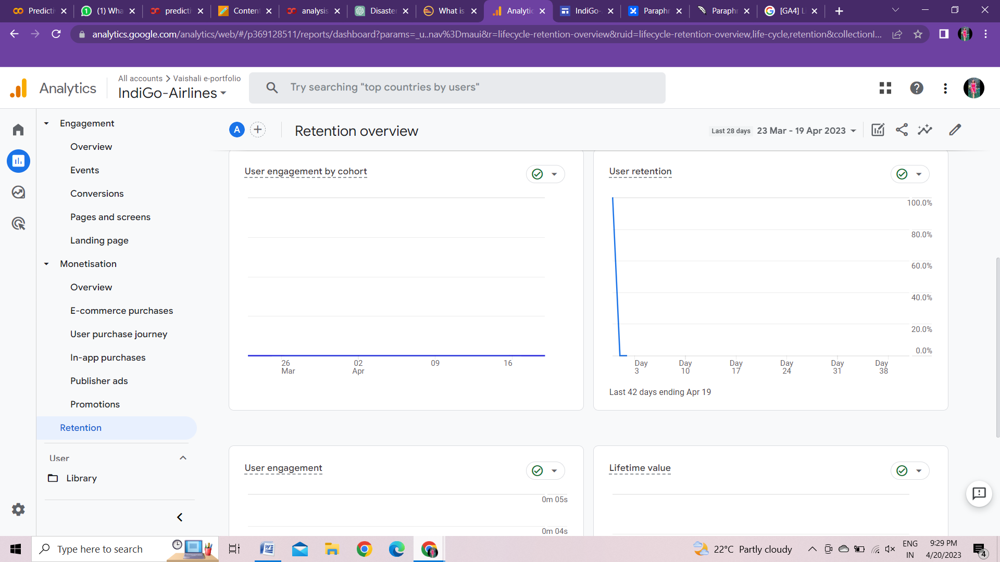 Predicti
(1) Wha
predicti
Conten
analysis
Disaster
What is
Analytic
IndiGo-
Paraphr
Paraphr
[GA4] Li
analytics.google.com/analytics/web/#/p369128511/reports/dashboard?params=_u..nav%3Dmaui&r=lifecycle-retention-overview&ruid=lifecycle-retention-overview,life-cycle,retention&collectionI...
Analytics
All accounts > Vaishali e-portfolio
IndiGo-Airlines
Try searching "top countries by users"
Engagement
Overview
Events
Conversions
Pages and screens
Landing page
Monetisation
Overview
E-commerce purchases
User purchase journey
In-app purchases
Publisher ads
Promotions
Retention
User
Library
A
Retention overview
Last 28 days 23 Mar - 19 Apr 2023
User engagement by cohort
26 Mar
02 Apr
09
16
User retention
100.0%
80.0%
60.0%
40.0%
20.0%
0.0%
Day 3
Day 10
Day 17
Day 24
Day 31
Day 38
Last 42 days ending Apr 19
User engagement
0m 05s
0m 04s
Lifetime value
Type here to search
22°C Partly cloudy
ENG
IN
9:29 PM
4/20/2023
4